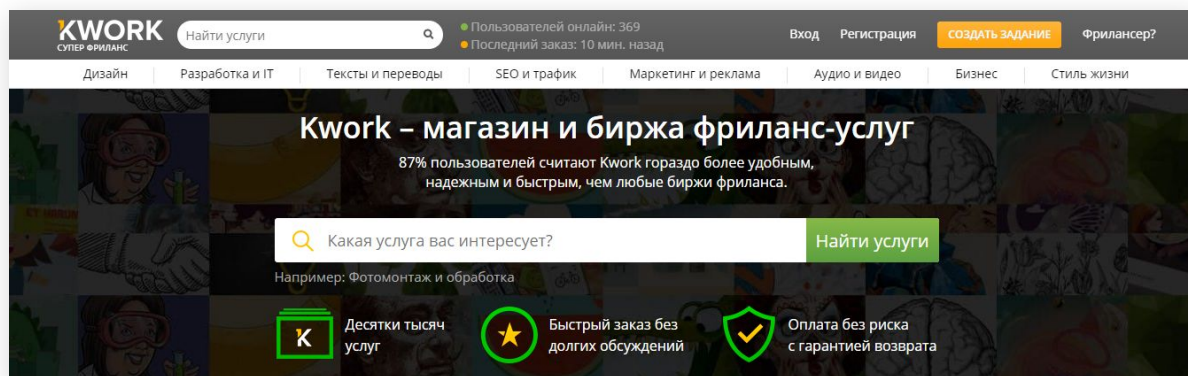 KWORK
СУПЕР ФРИЛАНС
Найти услуги
Пользователей онлайн: 369
Последний заказ: 10 мин. назад
Вход
Регистрация
СОЗДАТЬ ЗАДАНИЕ
Фрилансер?
Дизайн
Разработка и IT
Тексты и переводы
SEO и трафик
Маркетинг и реклама
Аудио и видео
Бизнес
Стиль жизни
Kwork – магазин и биржа фриланс-услуг
87% пользователей считают Kwork гораздо более удобным,
надежным и быстрым, чем любые биржи фриланса.
Какая услуга вас интересует?
Найти услуги
Например: Фотомонтаж и обработка
K
Десятки тысяч
услуг
Быстрый заказ без
долгих обсуждений
Оплата без риска
с гарантией возврата